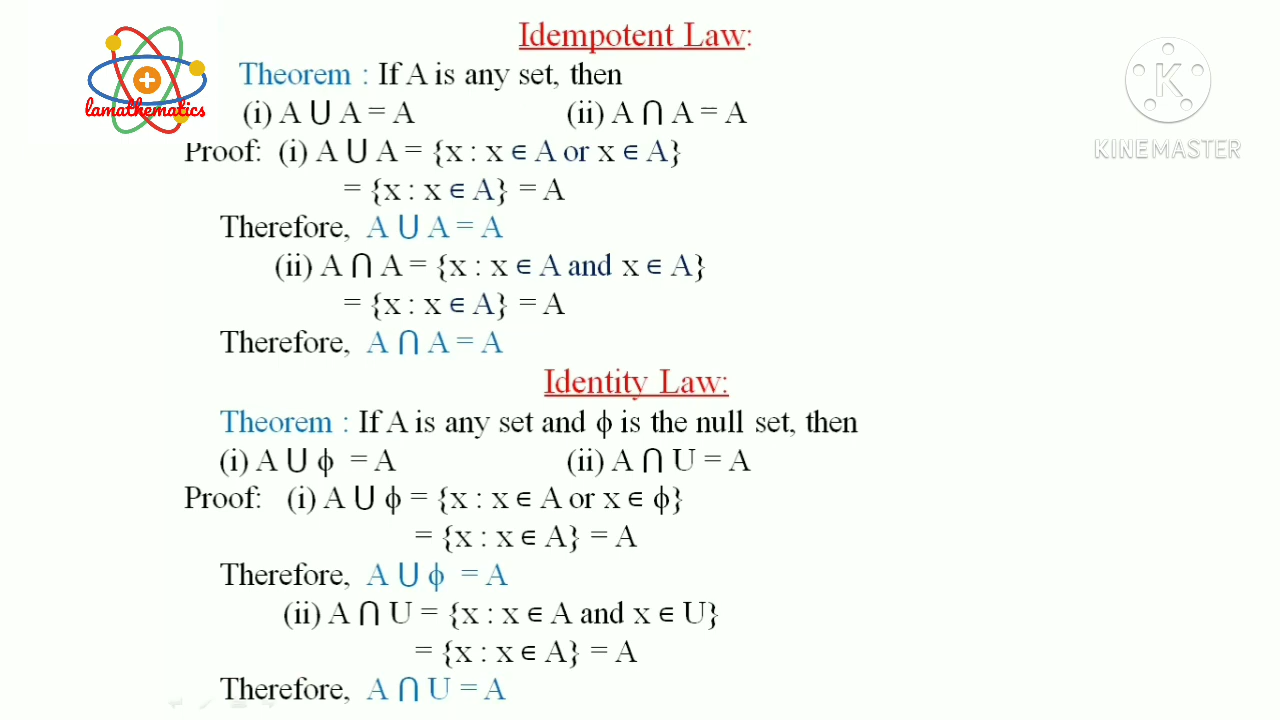 Idempotent Law:
Theorem : If A is any set, then
(i) A ⋃ A = A (ii) A ⋂ A = A
Proof: (i) A ⋃ A = {x : x ∈ A or x ∈ A}
= {x : x ∈ A} = A
Therefore, A ⋃ A = A
(ii) A ⋂ A = {x : x ∈ A and x ∈ A}
= {x : x ∈ A} = A
Therefore, A ⋂ A = A
Identity Law:
Theorem : If A is any set and ϕ is the null set, then
(i) A ⋃ ϕ = A (ii) A ⋂ U = A
Proof: (i) A ⋃ ϕ = {x : x ∈ A or x ∈ ϕ}
= {x : x ∈ A} = A
Therefore, A ⋃ ϕ = A
(ii) A ⋂ U = {x : x ∈ A and x ∈ U}
= {x : x ∈ A} = A
Therefore, A ⋂ U = A
lamathematics
K
KINEMASTER